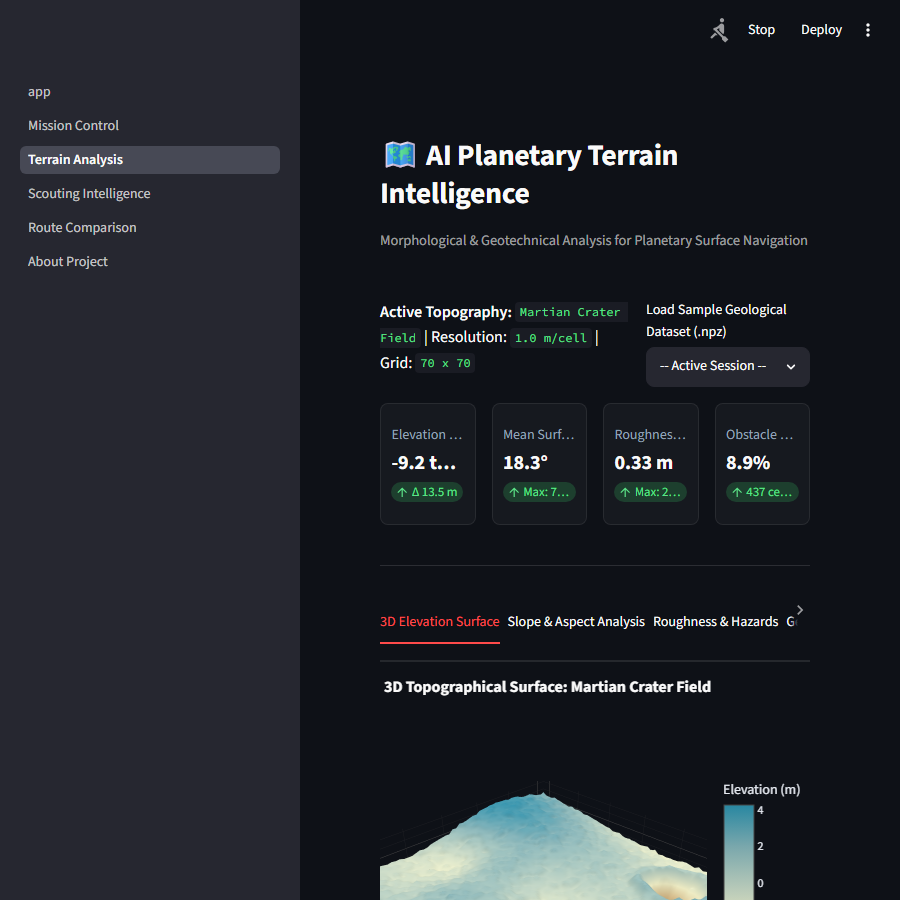 Stop
Deploy
app
Mission Control
Terrain Analysis
Scouting Intelligence
Route Comparison
About Project
AI Planetary Terrain
Intelligence
Morphological & Geotechnical Analysis for Planetary Surface Navigation
Active Topography: Martian Crater
Field | Resolution: 1.0 m/cell |
Grid: 70 x 70
Load Sample Geological
Dataset (.npz)
-- Active Session --
Elevation ...
-9.2 t...
↑ Δ 13.5 m
Mean Surf...
18.3°
↑ Max: 7...
Roughnes...
0.33 m
↑ Max: 2...
Obstacle ...
8.9%
↑ 437 ce...
3D Elevation Surface
Slope & Aspect Analysis
Roughness & Hazards
3D Topographical Surface: Martian Crater Field
Elevation (m)
4
2
0